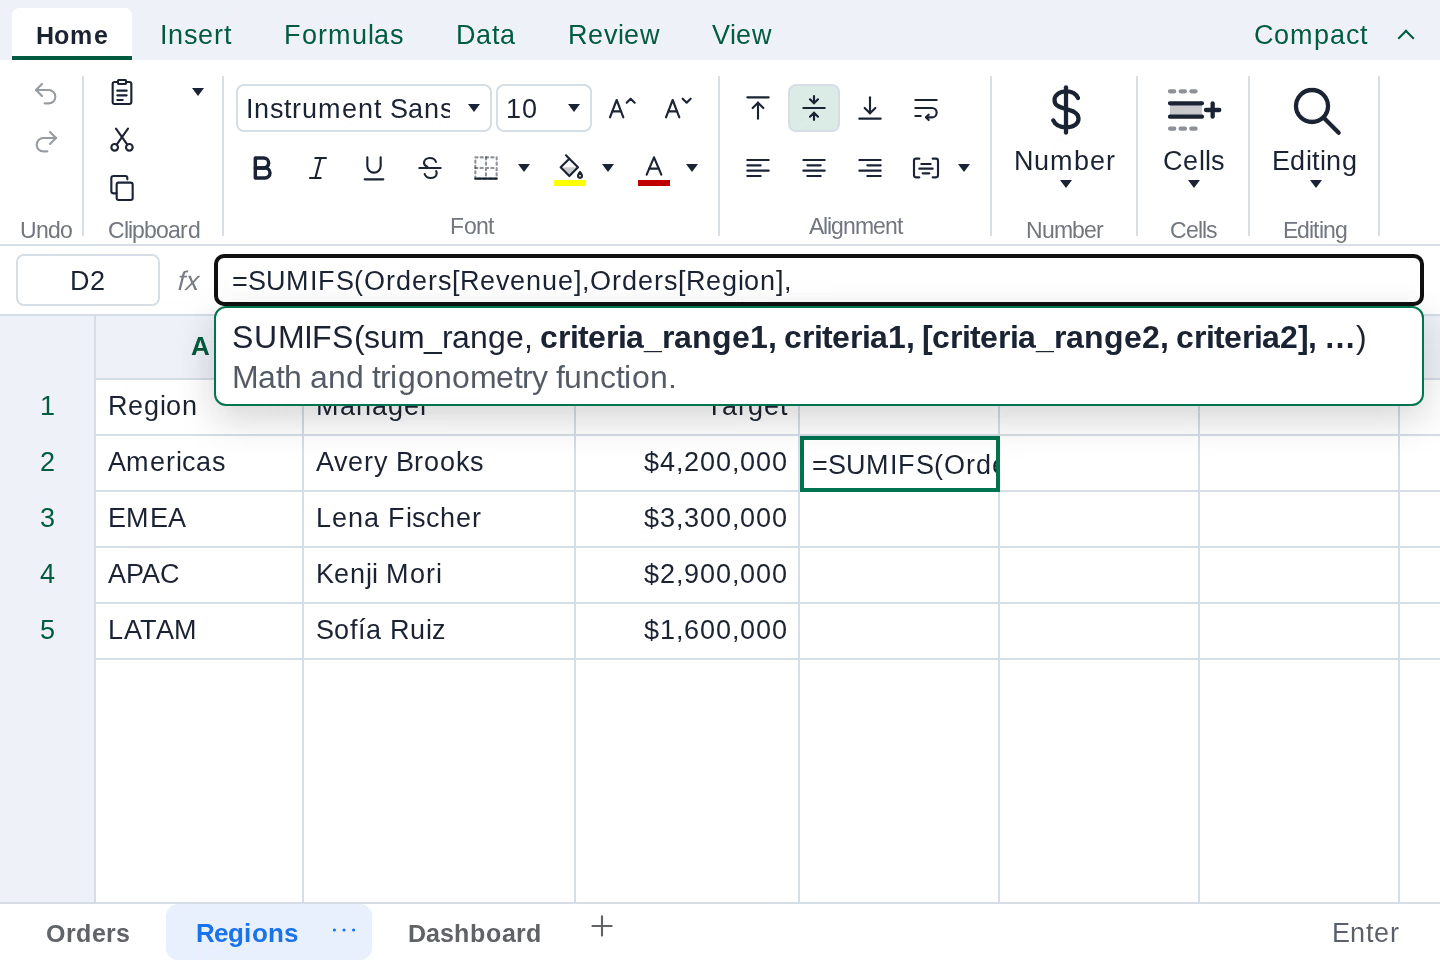 Home Insert Formulas Data Review View Compact
Instrument Sans 10
Number Cells Editing
Undo Clipboard Font Alignment Number Cells Editing
D2 fx =SUMIFS(Orders[Revenue],Orders[Region],
SUMIFS(sum_range, criteria_range1, criteria1, [criteria_range2, criteria2], …)
Math and trigonometry function.
A
1 Region Manager Target
2 Americas Avery Brooks $4,200,000 =SUMIFS(Orde
3 EMEA Lena Fischer $3,300,000
4 APAC Kenji Mori $2,900,000
5 LATAM Sofía Ruiz $1,600,000
Orders Regions ··· Dashboard + Enter